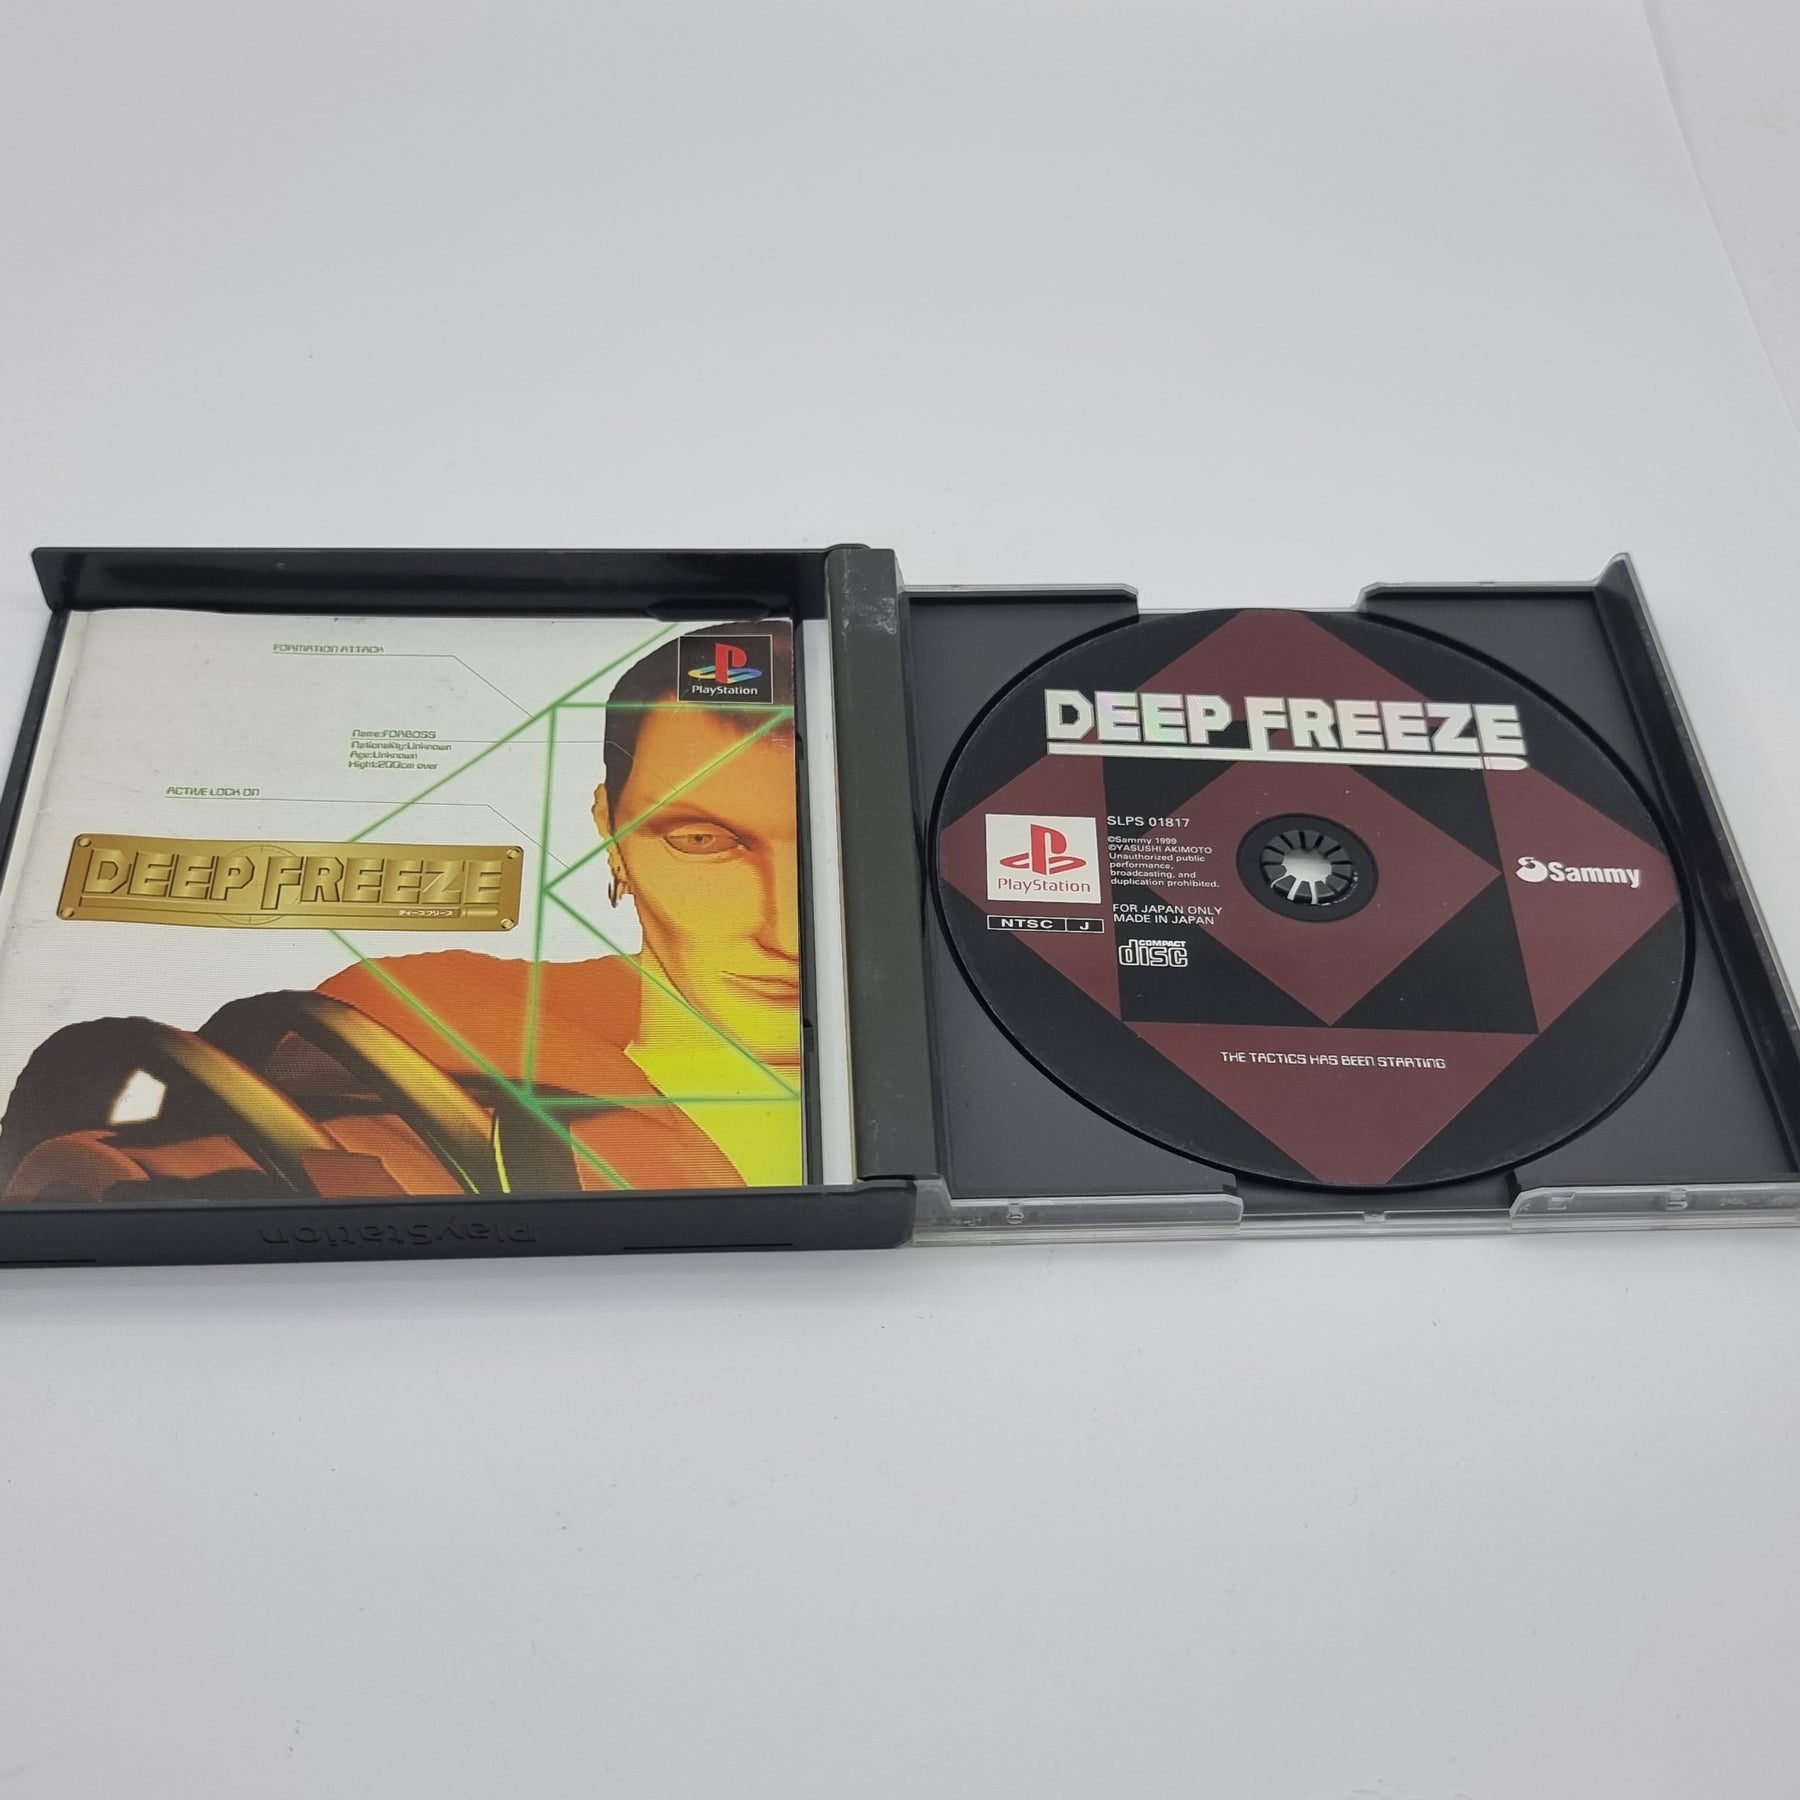 FORMATION ATTACK
PlayStation
Name:FORBOSS
Nationality:Unknown
Age:Unknown
Hight:200cm over
ACTIVE LOCK ON
DEEP FREEZE
ディープフリーズ
PlayStation
DEEP FREEZE
SLPS 01817
©Sammy 1999
©YASUSHI AKIMOTO
Unauthorized public
performance,
broadcasting, and
duplication prohibited.
PlayStation
FOR JAPAN ONLY
MADE IN JAPAN
NTSC J
COMPACT
disc
Sammy
THE TACTICS HAS BEEN STARTING